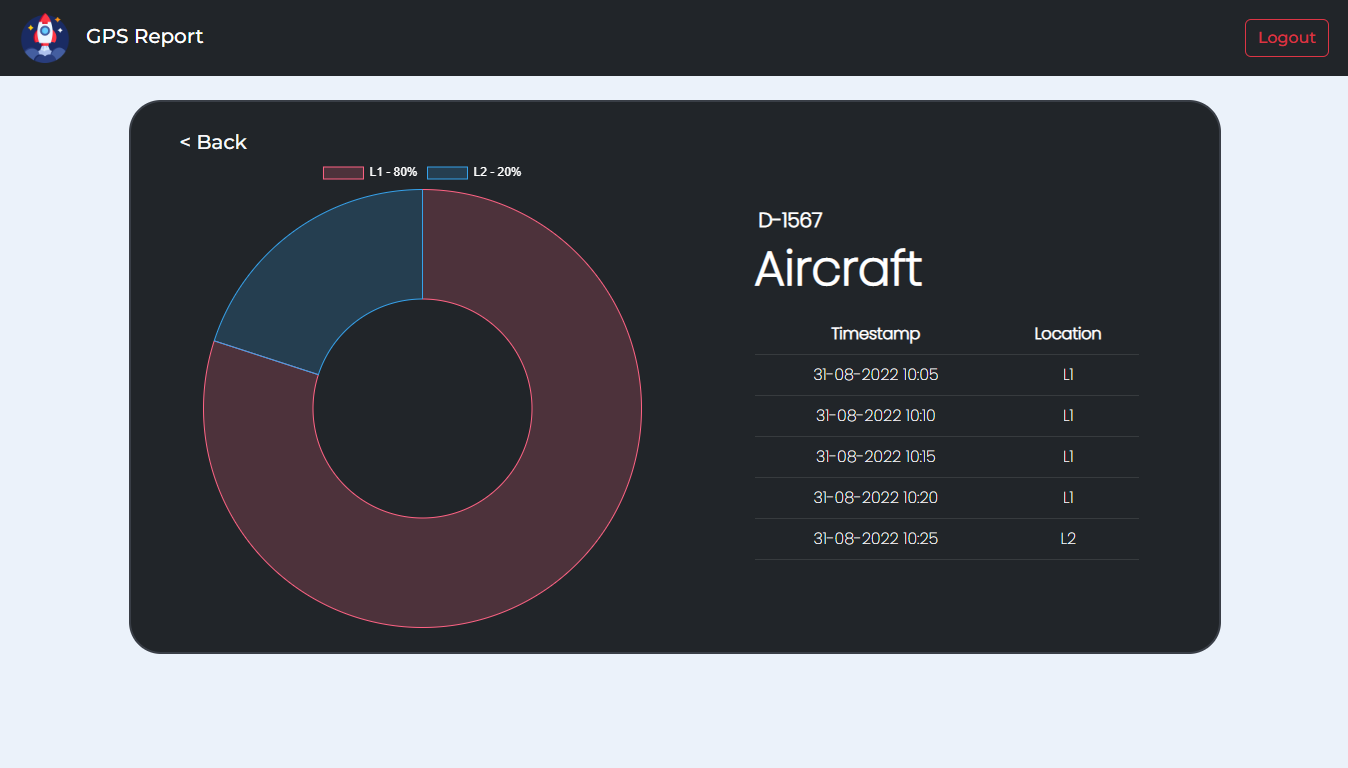 GPS Report
Logout
< Back
L1 - 80% L2 - 20%
D-1567
Aircraft
Timestamp Location
31-08-2022 10:05 L1
31-08-2022 10:10 L1
31-08-2022 10:15 L1
31-08-2022 10:20 L1
31-08-2022 10:25 L2